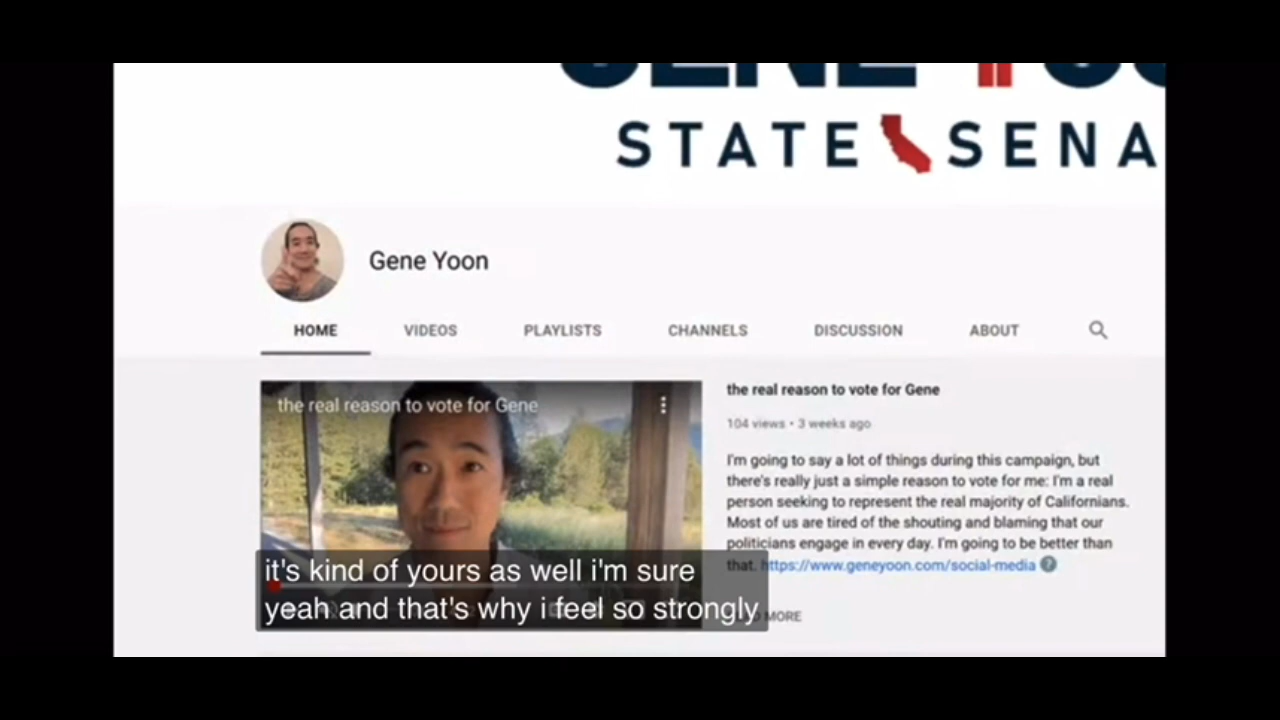 STATE SENA
Gene Yoon
HOME VIDEOS PLAYLISTS CHANNELS DISCUSSION ABOUT
the real reason to vote for Gene
the real reason to vote for Gene
104 views • 3 weeks ago
I'm going to say a lot of things during this campaign, but
there's really just a simple reason to vote for me: I'm a real
person seeking to represent the real majority of Californians.
Most of us are tired of the shouting and blaming that our
politicians engage in every day. I'm going to be better than
that. https://www.geneyoon.com/social-media
MORE
it's kind of yours as well i'm sure
yeah and that's why i feel so strongly